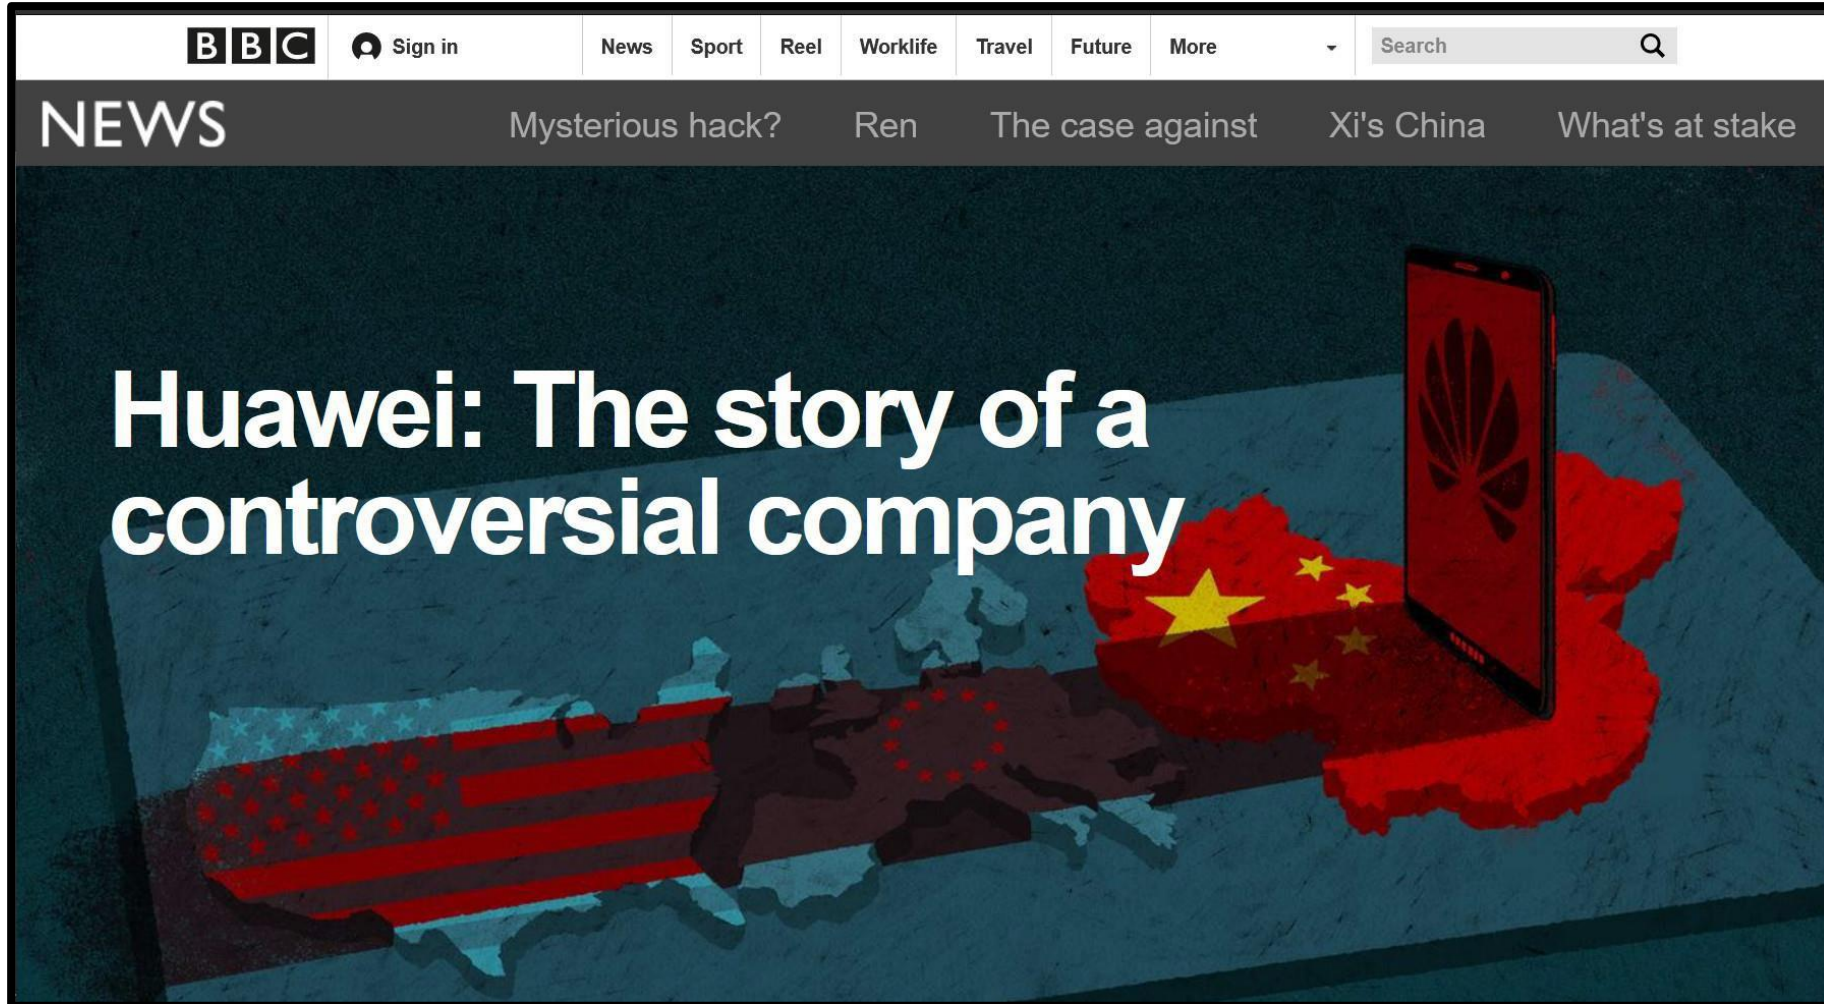 BBC Sign in News Sport Reel Worklife Travel Future More Search
NEWS Mysterious hack? Ren The case against Xi's China What's at stake
Huawei: The story of a
controversial company